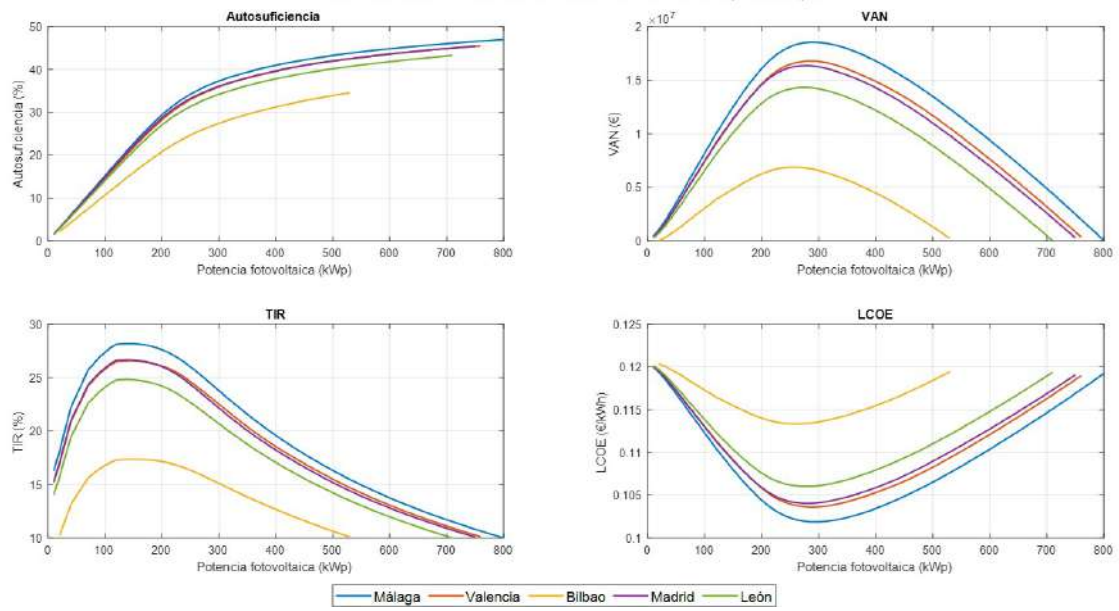 Autosuficiencia
50
40
30
20
10
0
Autosuficiencia (%)
0 100 200 300 400 500 600 700 800
Potencia fotovoltaica (kWp)
VAN
×10⁷
2
1.5
1
0.5
0
VAN (€)
0 100 200 300 400 500 600 700 800
Potencia fotovoltaica (kWp)
TIR
30
25
20
15
10
TIR (%)
0 100 200 300 400 500 600 700 800
Potencia fotovoltaica (kWp)
LCOE
0.125
0.12
0.115
0.11
0.105
0.1
LCOE (€/kWh)
0 100 200 300 400 500 600 700 800
Potencia fotovoltaica (kWp)
Málaga Valencia Bilbao Madrid León